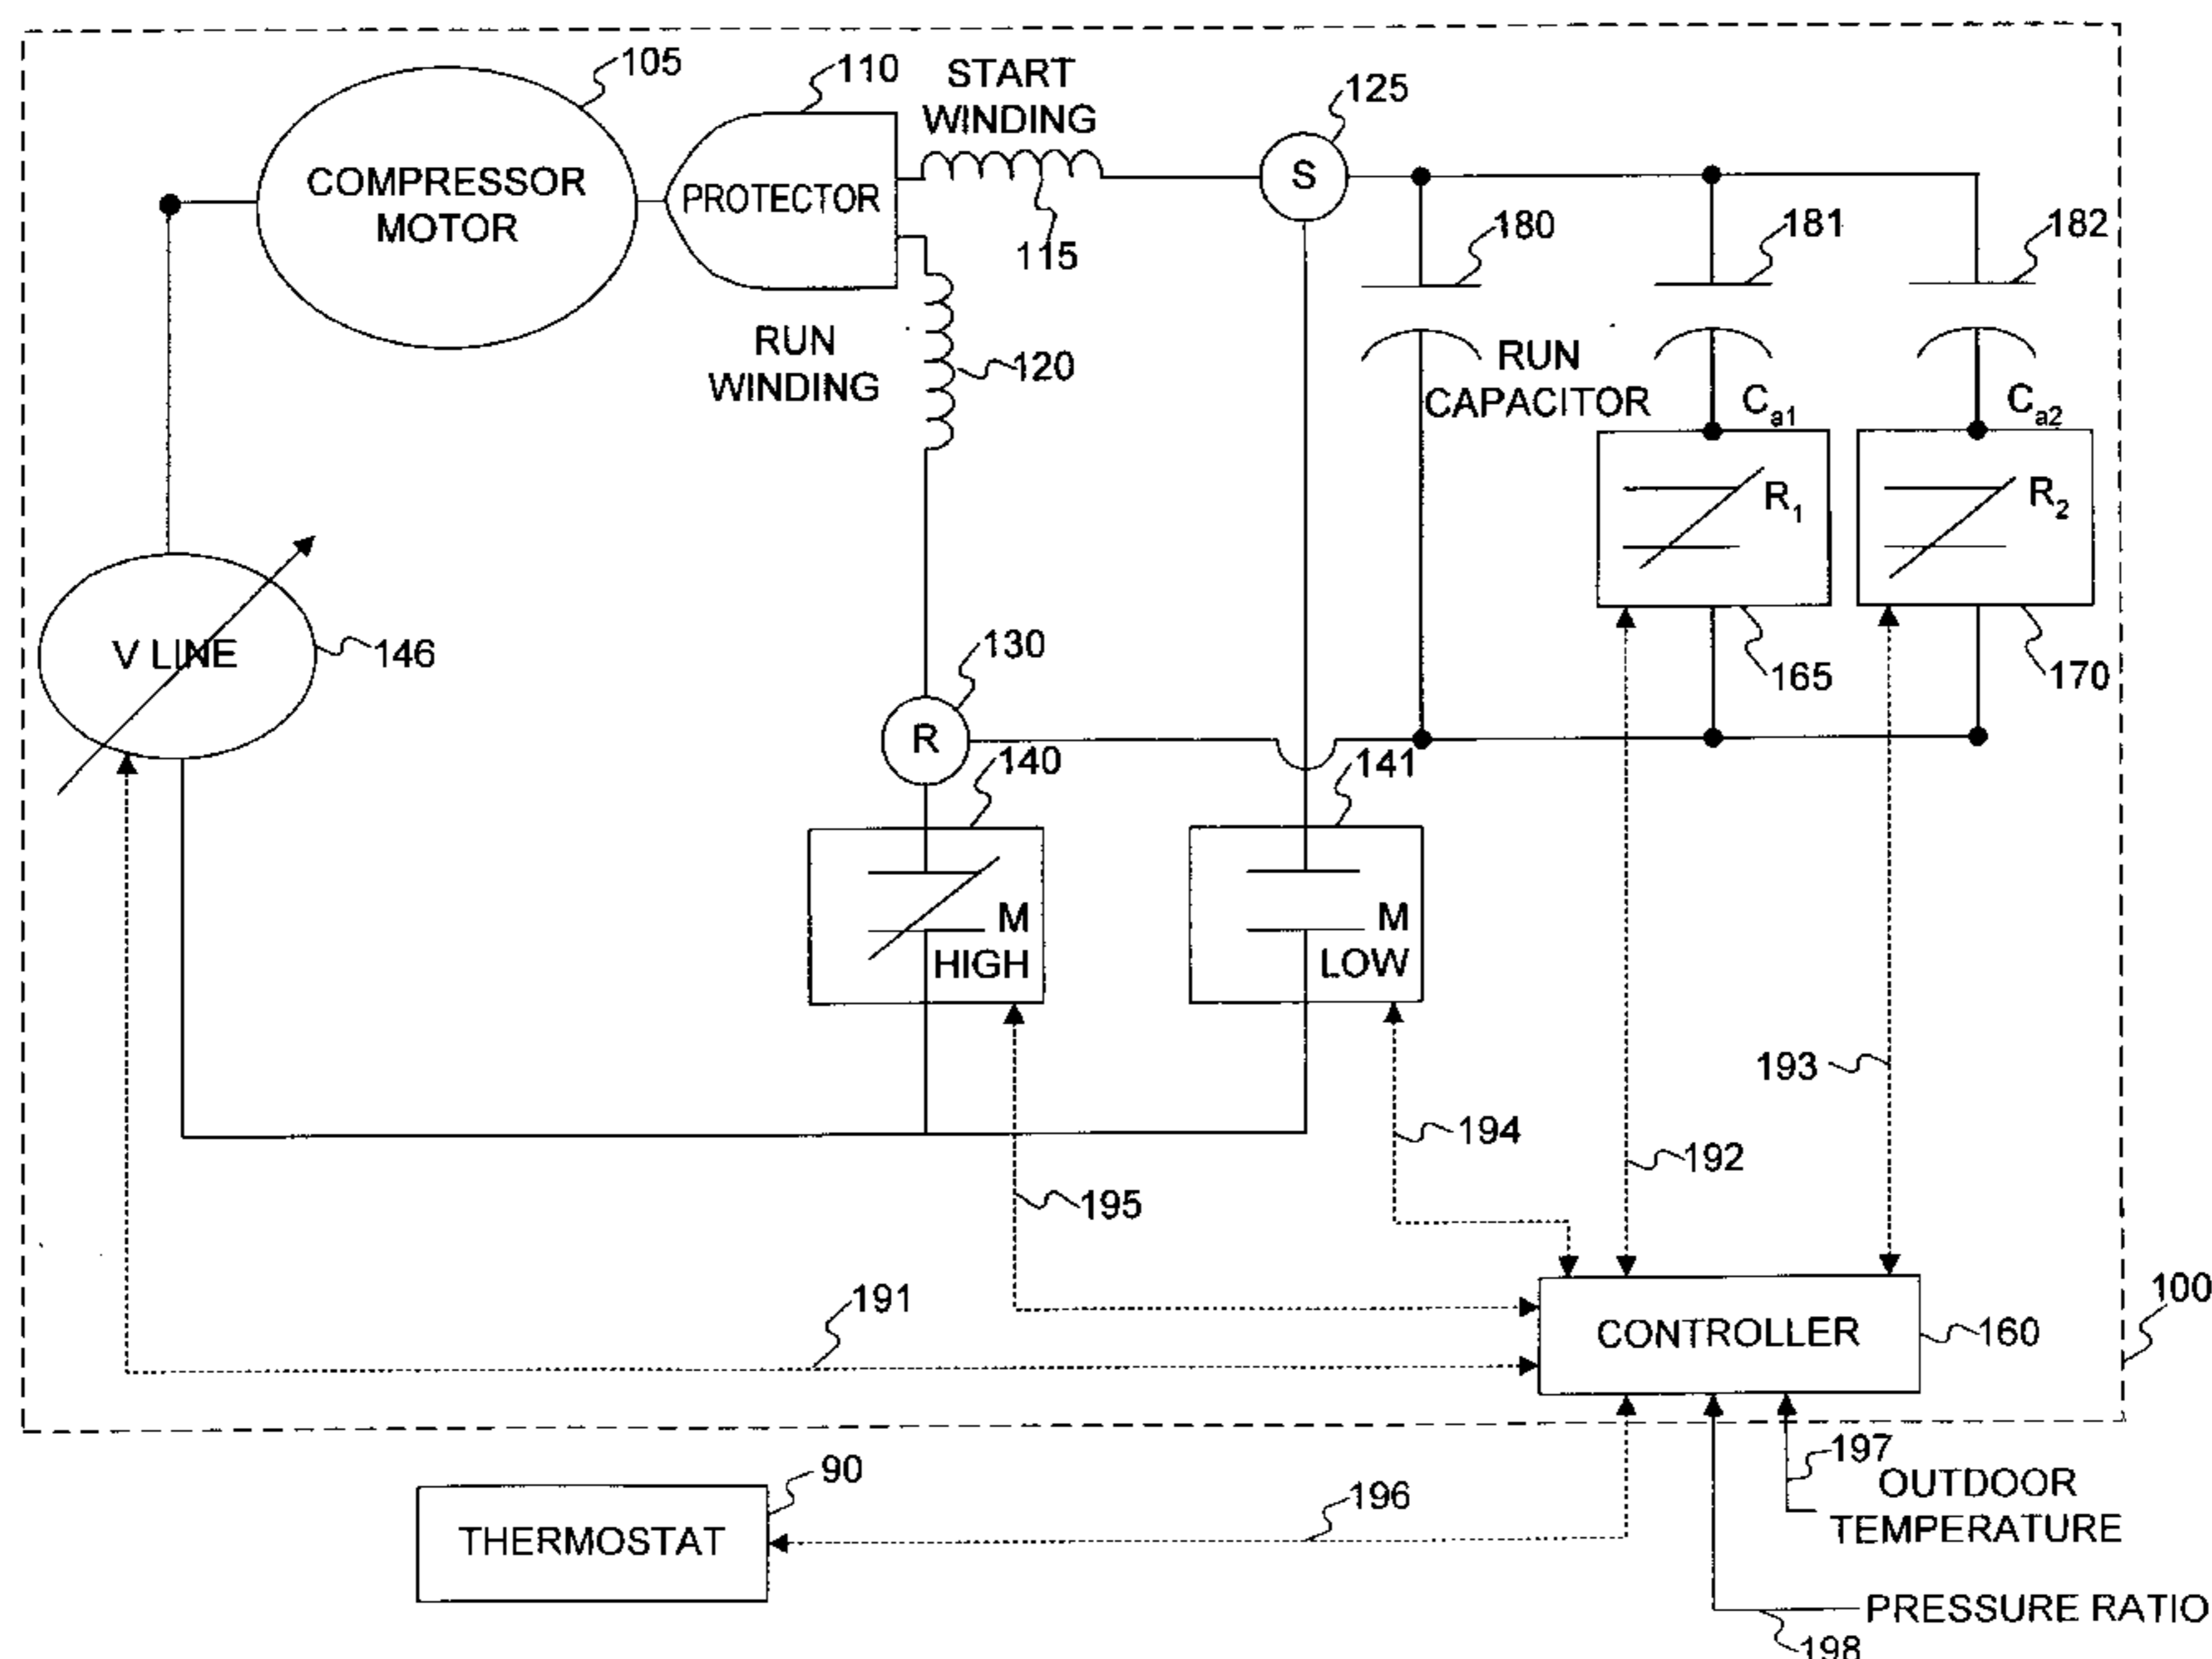 105
110
START
WINDING
125
COMPRESSOR
MOTOR
PROTECTOR
S
115
180
181
182
RUN
WINDING
120
RUN
CAPACITOR
Ca1
Ca2
R1
R2
V LINE
146
130
165
170
R
140
141
M
HIGH
M
LOW
193
194
192
195
191
100
CONTROLLER
160
90
197
OUTDOOR
TEMPERATURE
THERMOSTAT
196
PRESSURE RATIO
198